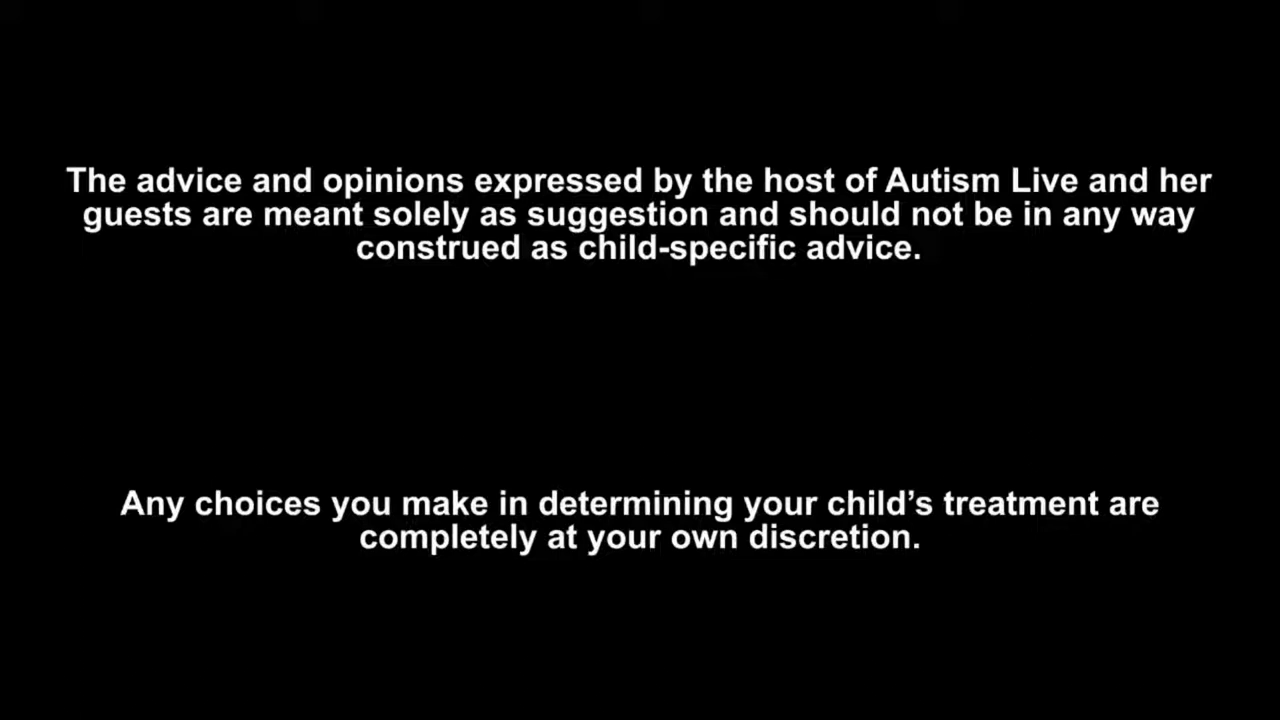 The advice and opinions expressed by the host of Autism Live and her
guests are meant solely as suggestion and should not be in any way
construed as child-specific advice.
Any choices you make in determining your child’s treatment are
completely at your own discretion.